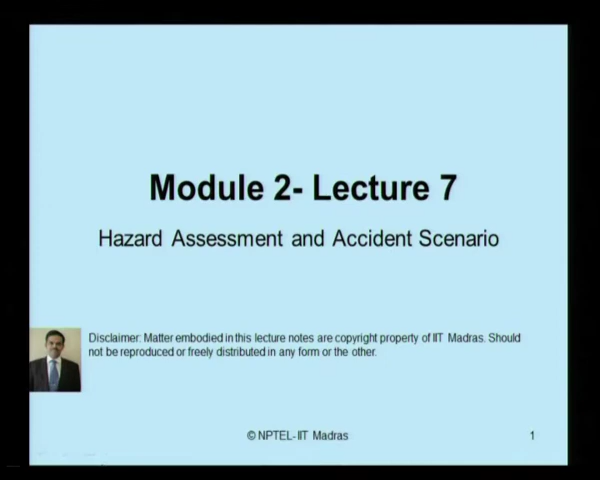 Module 2- Lecture 7
Hazard Assessment and Accident Scenario
Disclaimer: Matter embodied in this lecture notes are copyright property of IIT Madras. Should
not be reproduced or freely distributed in any form or the other.
© NPTEL- IIT Madras
1